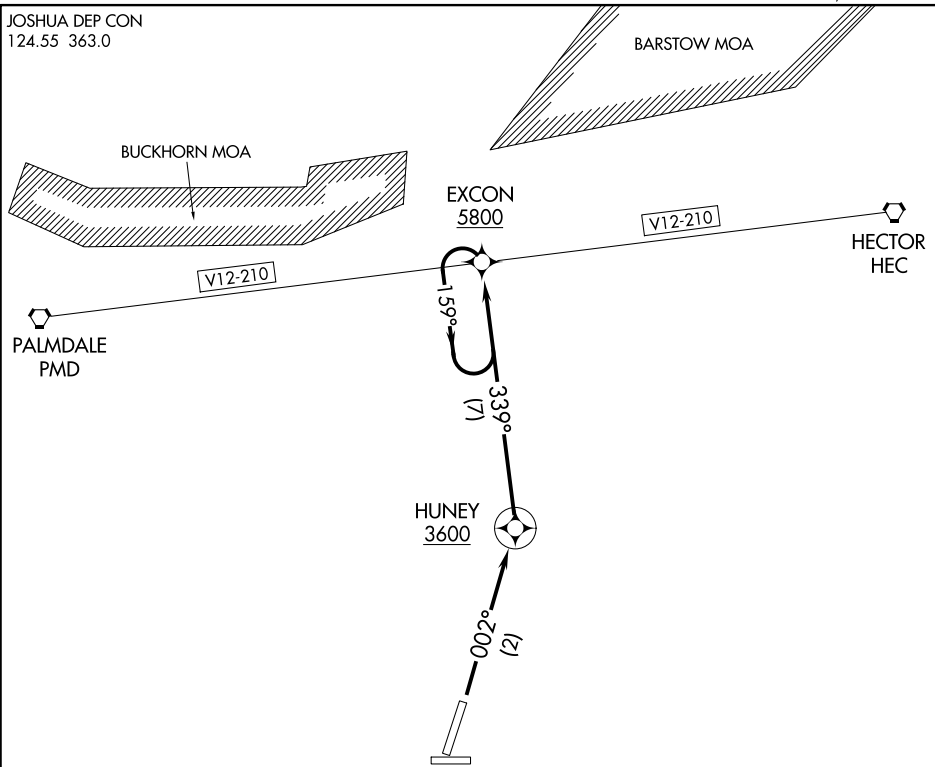 JOSHUA DEP CON
124.55 363.0
BARSTOW MOA
BUCKHORN MOA
EXCON
5800
V12-210
HECTOR
HEC
V12-210
PALMDALE
PMD
159°
339°
(7)
HUNEY
3600
002°
(2)